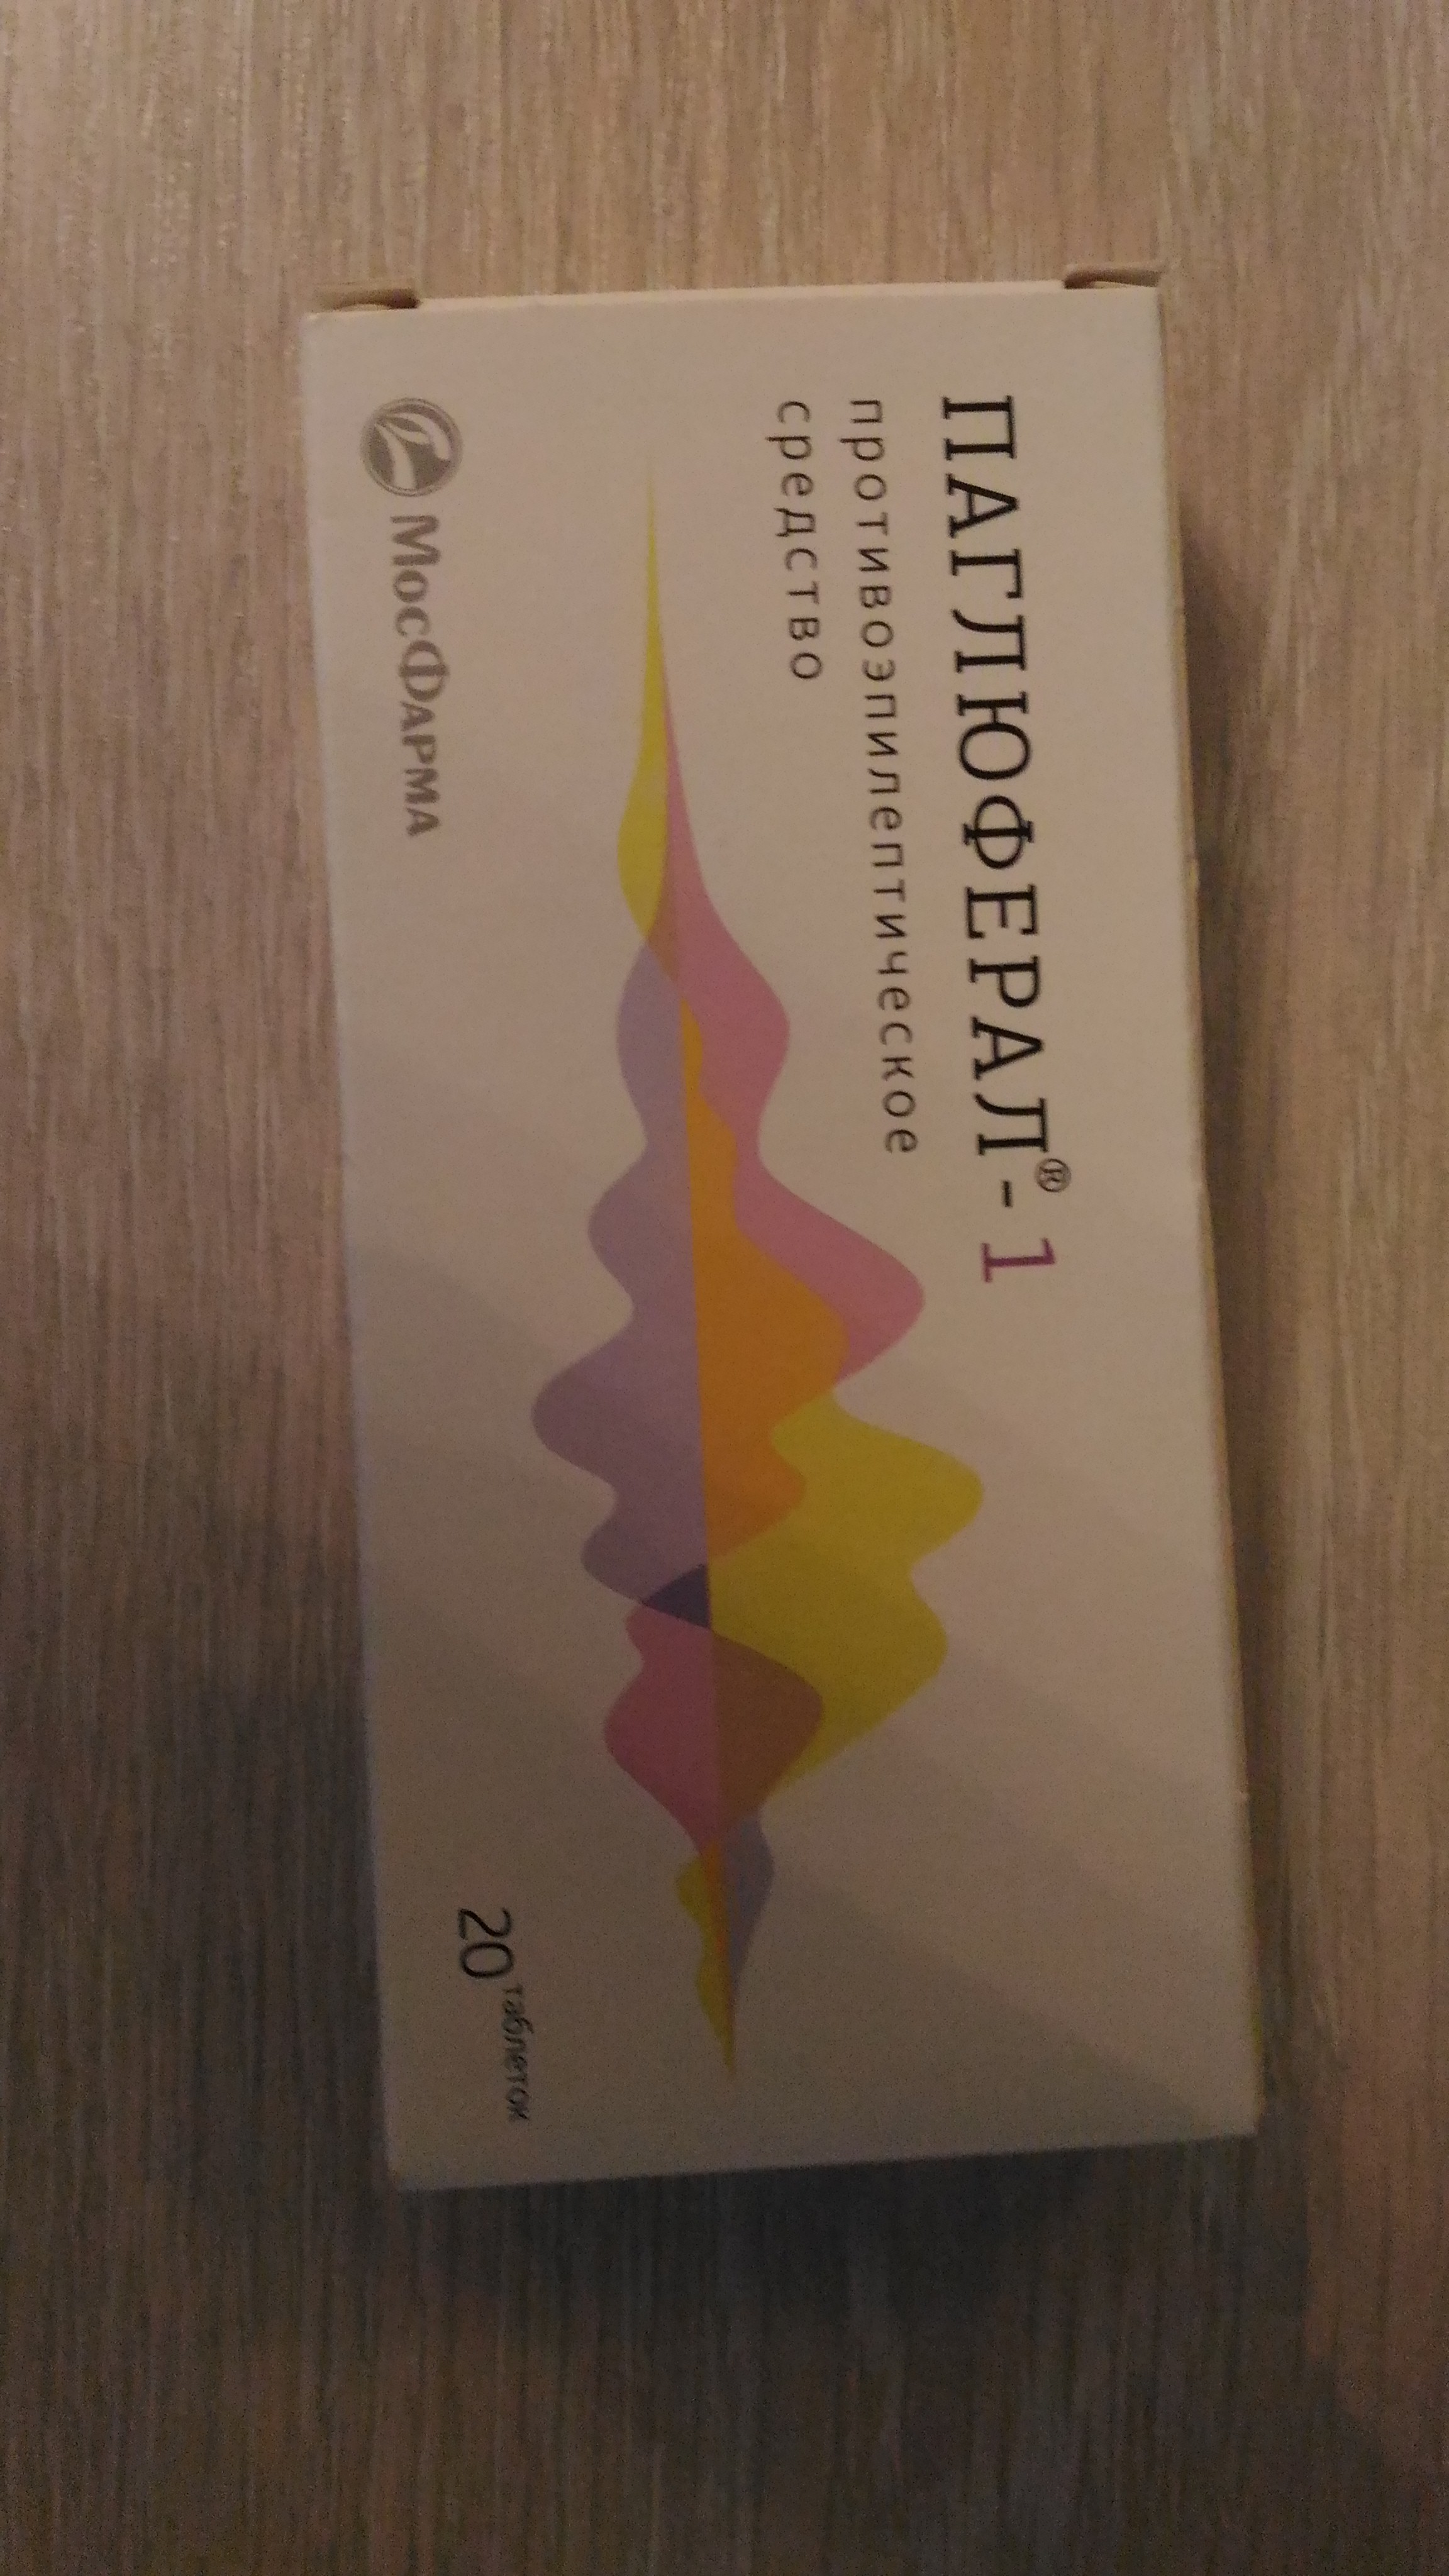 ПАГЛЮФЕРАЛ®-1
противоэпилептическое
средство
МосФарма
20 таблеток